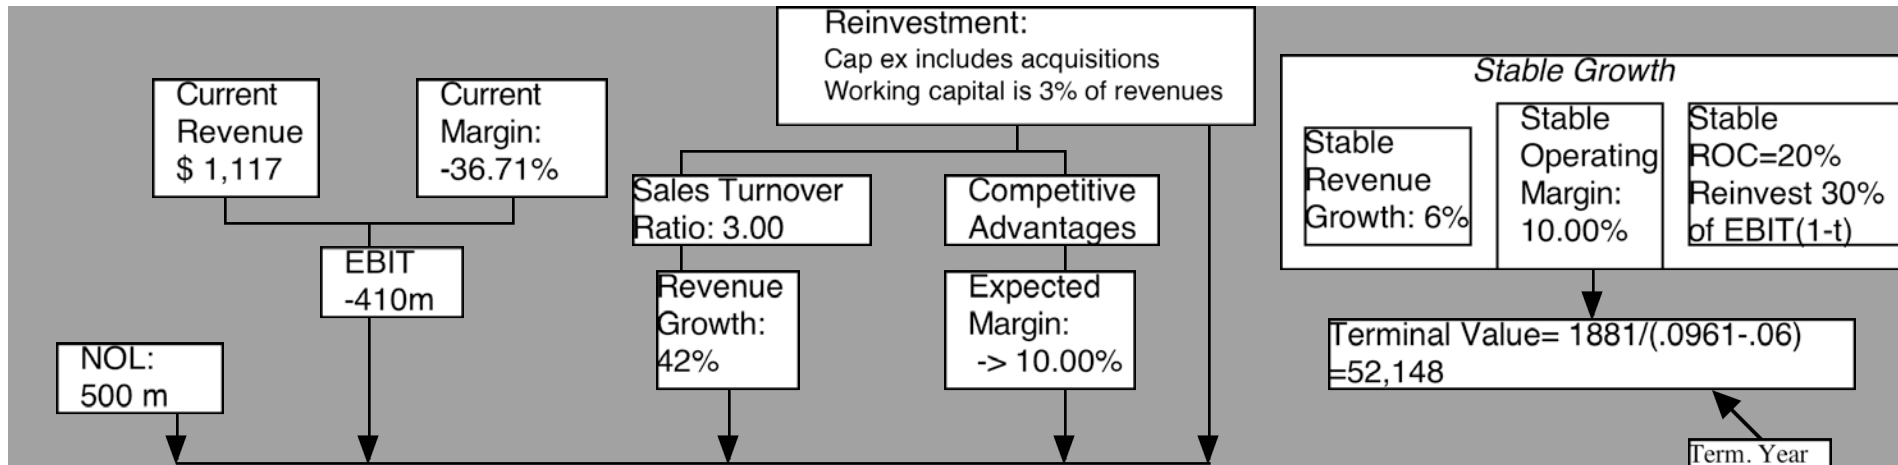 Reinvestment:
Cap ex includes acquisitions
Working capital is 3% of revenues
Current
Revenue
$ 1,117
Current
Margin:
-36.71%
EBIT
-410m
NOL:
500 m
Sales Turnover
Ratio: 3.00
Revenue
Growth:
42%
Competitive
Advantages
Expected
Margin:
-> 10.00%
Stable Growth
Stable
Revenue
Growth: 6%
Stable
Operating
Margin:
10.00%
Stable
ROC=20%
Reinvest 30%
of EBIT(1-t)
Terminal Value= 1881/(.0961-.06)
=52,148
Term. Year